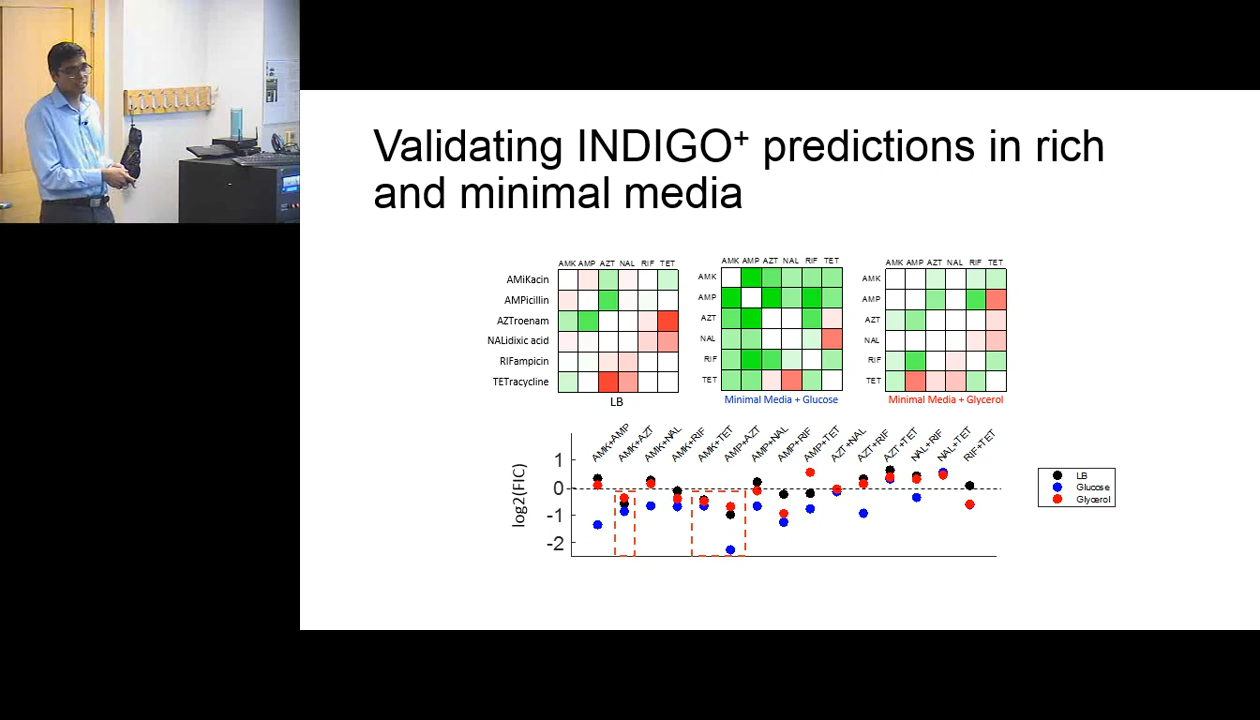 Validating INDIGO+ predictions in rich
and minimal media
AMK AMP AZT NAL RIF TET
AMiKacin
AMPicillin
AZTroenam
NALidixic acid
RIFampicin
TETracycline
LB
AMK AMP AZT NAL RIF TET
AMK
AMP
AZT
NAL
RIF
TET
Minimal Media + Glucose
AMK AMP AZT NAL RIF TET
AMK
AMP
AZT
NAL
RIF
TET
Minimal Media + Glycerol
AMK+AMP
AMK+AZT
AMK+NAL
AMK+RIF
AMK+TET
AMP+AZT
AMP+NAL
AMP+RIF
AMP+TET
AZT+NAL
AZT+RIF
AZT+TET
NAL+RIF
NAL+TET
RIF+TET
log2(FIC)
1
0
-1
-2
LB
Glucose
Glycerol